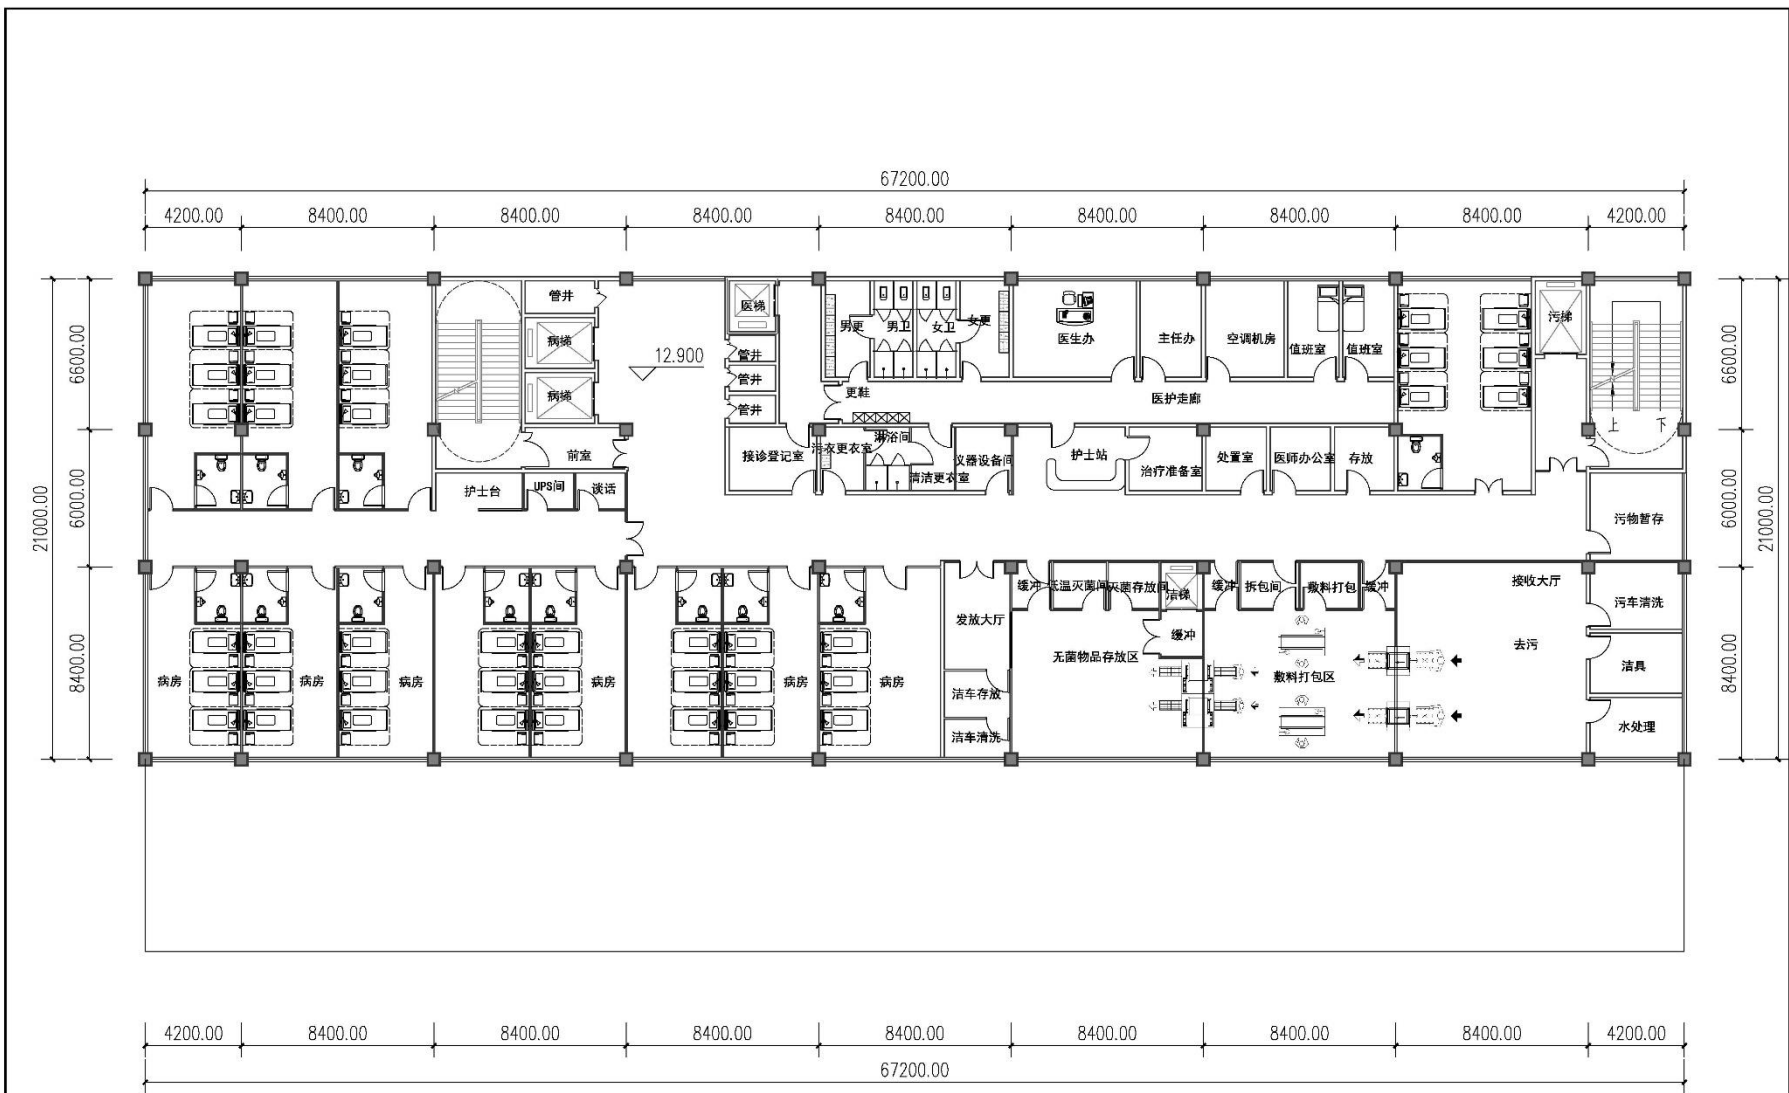 67200.00
4200.00 8400.00 8400.00 8400.00 8400.00 8400.00 8400.00 8400.00 4200.00
21000.00
6600.00
6000.00
8400.00
管井
病梯
病梯
前室
护士台
UPS间
谈话
12.900
医梯
管井
管井
管井
男更
男卫
女卫
女更
医生办
主任办
空调机房
值班室
值班室
污梯
更鞋
医护走廊
上
下
接诊登记室
污衣更衣室
淋浴间
清洁更衣室
仪器设备间
护士站
治疗准备室
处置室
医师办公室
存放
污物暂存
缓冲
低温灭菌间
灭菌存放间
洁梯
缓冲
拆包间
敷料打包
缓冲
接收大厅
污车清洗
发放大厅
无菌物品存放区
缓冲
去污
敷料打包区
洁具
病房
病房
病房
病房
病房
病房
洁车存放
洁车清洗
水处理
6600.00
6000.00
8400.00
21000.00
4200.00 8400.00 8400.00 8400.00 8400.00 8400.00 8400.00 8400.00 4200.00
67200.00